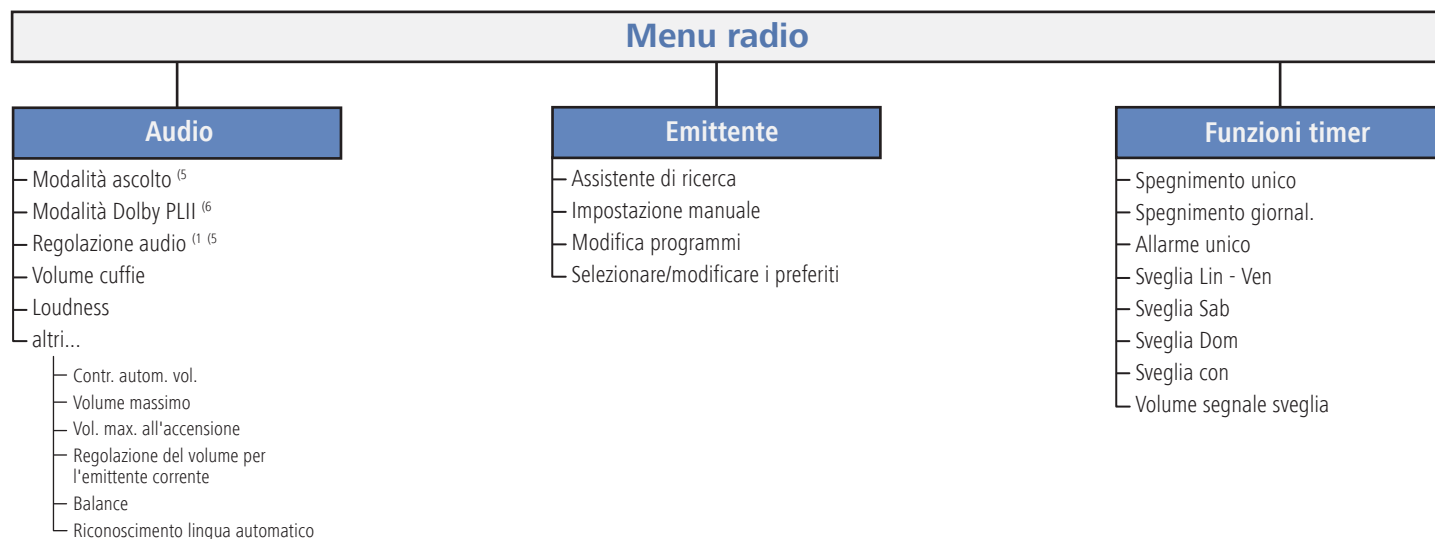 Menu radio
Audio
Modalità ascolto (5
Modalità Dolby PLII (6
Regolazione audio (1 (5
Volume cuffie
Loudness
altri...
Contr. autom. vol.
Volume massimo
Vol. max. all'accensione
Regolazione del volume per
l'emittente corrente
Balance
Riconoscimento lingua automatico
Emittente
Assistente di ricerca
Impostazione manuale
Modifica programmi
Selezionare/modificare i preferiti
Funzioni timer
Spegnimento unico
Spegnimento giornal.
Allarme unico
Sveglia Lin - Ven
Sveglia Sab
Sveglia Dom
Sveglia con
Volume segnale sveglia